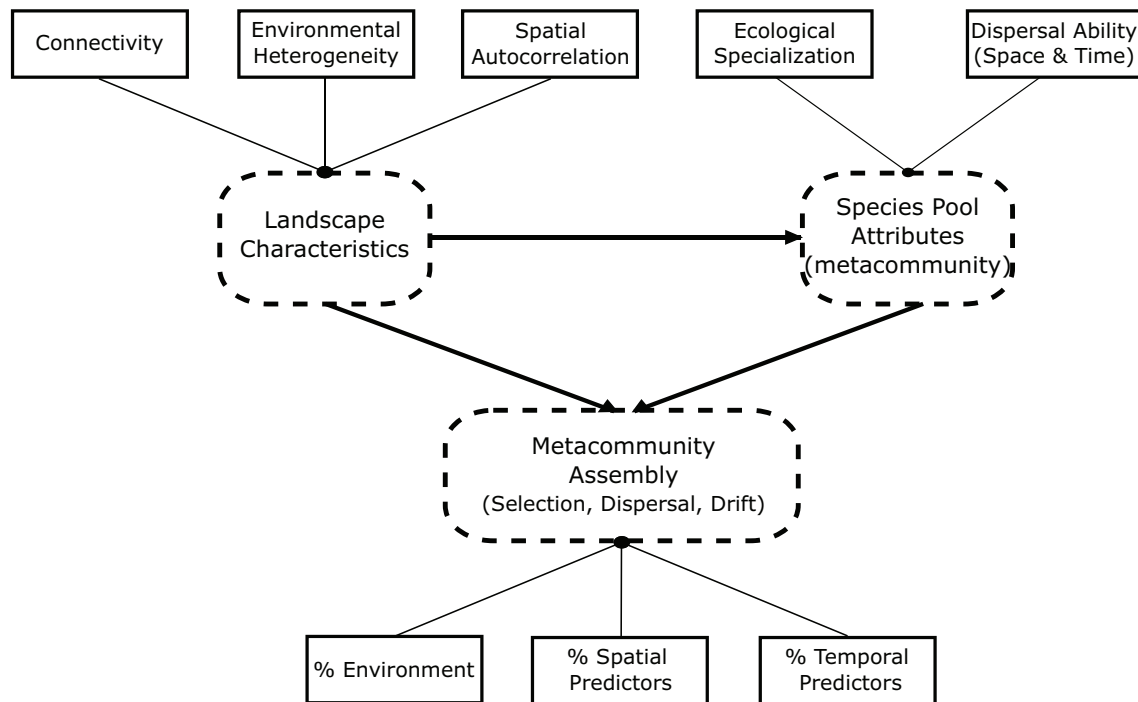 Connectivity
Environmental
Heterogeneity
Spatial
Autocorrelation
Ecological
Specialization
Dispersal Ability
(Space & Time)
Landscape
Characteristics
Species Pool
Attributes
(metacommunity)
Metacommunity
Assembly
(Selection, Dispersal, Drift)
% Environment
% Spatial
Predictors
% Temporal
Predictors